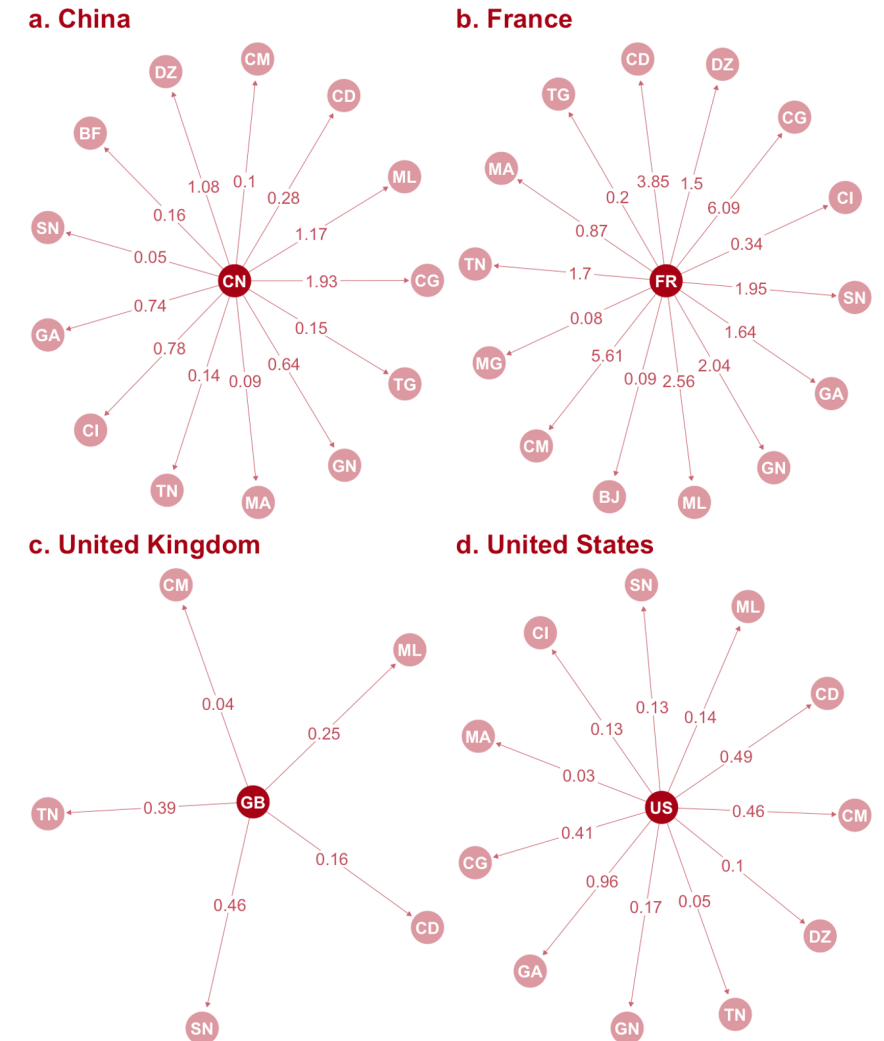 a. China
b. France
CM
DZ
CD
BF
ML
1.08
0.1
0.28
0.16
1.17
SN
0.05
CN
1.93
CG
0.74
GA
0.15
0.78
0.64
0.14
0.09
TG
CI
GN
TN
MA
CD
DZ
TG
CG
MA
3.85
1.5
0.2
6.09
CI
0.87
0.34
TN
1.7
FR
1.95
SN
0.08
1.64
MG
5.61
2.04
0.09
2.56
GA
CM
GN
BJ
ML
c. United Kingdom
d. United States
CM
ML
0.04
0.25
GB
TN
0.39
0.16
0.46
CD
SN
SN
ML
CI
CD
0.13
0.14
0.13
MA
0.49
0.03
US
0.46
CM
0.41
CG
0.1
0.96
0.17
0.05
DZ
GA
TN
GN